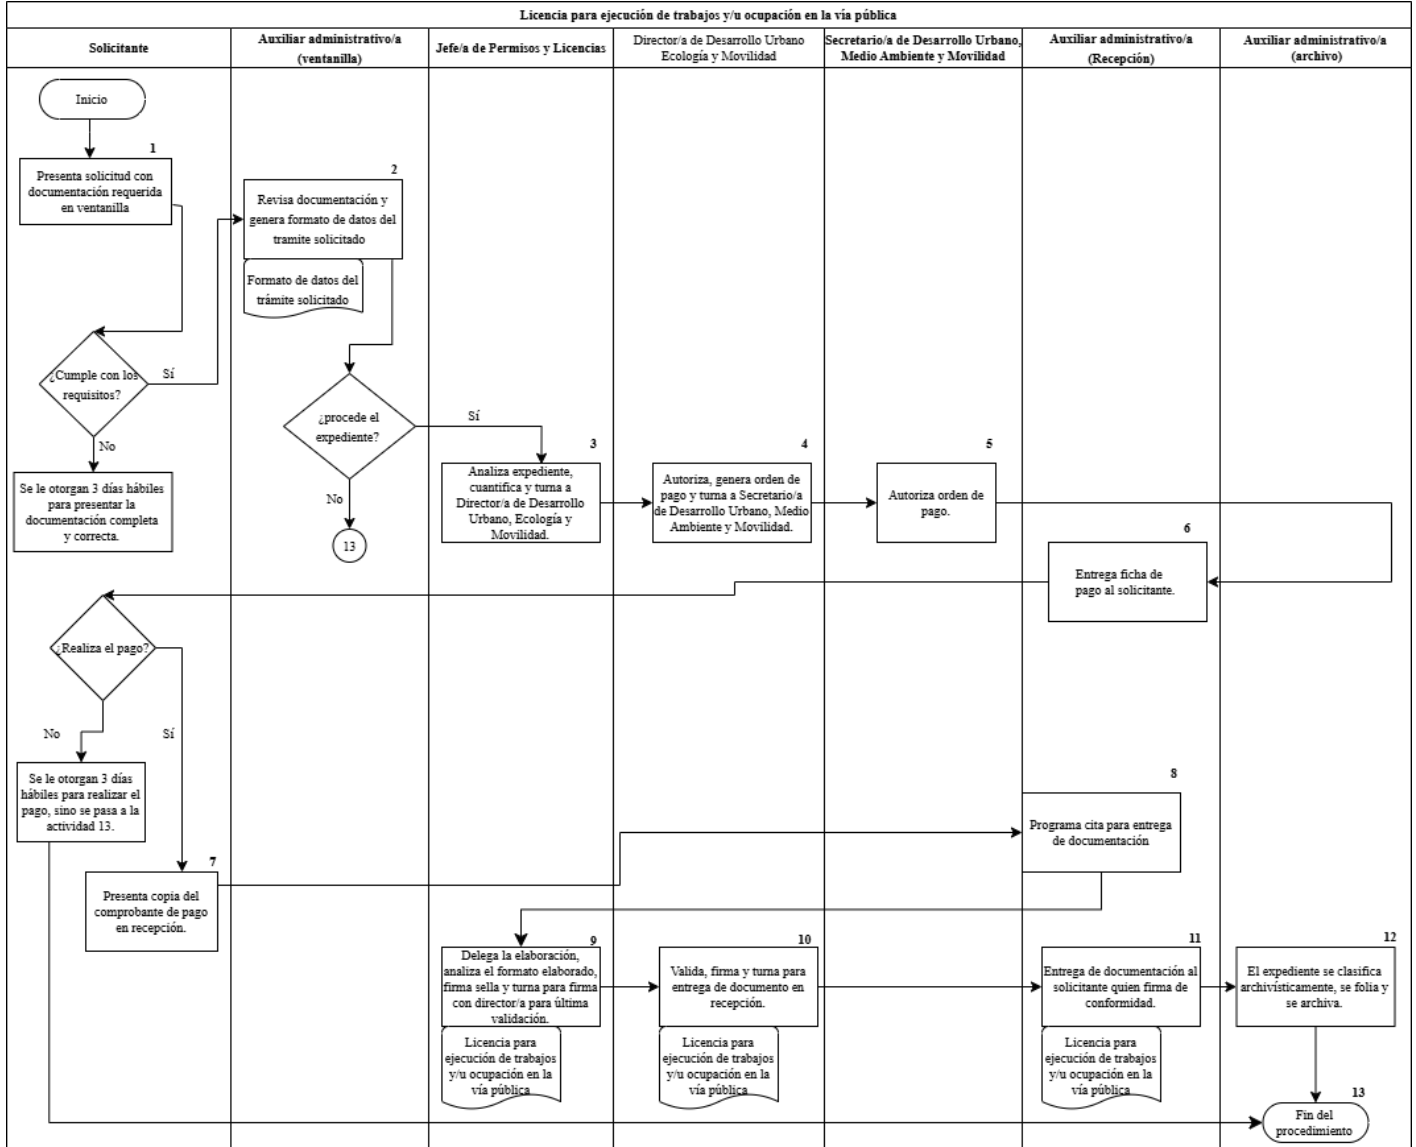 Licencia para ejecución de trabajos y/u ocupación en la vía pública
Solicitante
Auxiliar administrativo/a
(ventanilla)
Jefe/a de Permisos y Licencias
Director/a de Desarrollo Urbano
Ecología y Movilidad
Secretario/a de Desarrollo Urbano,
Medio Ambiente y Movilidad
Auxiliar administrativo/a
(Recepción)
Auxiliar administrativo/a
(archivo)
Inicio
1
Presenta solicitud con
documentación requerida
en ventanilla
2
Revisa documentación y
genera formato de datos del
tramite solicitado
Formato de datos del
trámite solicitado
¿Cumple con los
requisitos?
Sí
No
Se le otorgan 3 días hábiles
para presentar la
documentación completa
y correcta.
¿procede el
expediente?
Sí
No
13
3
Analiza expediente,
cuantifica y turna a
Director/a de Desarrollo
Urbano, Ecología y
Movilidad.
4
Autoriza, genera orden de
pago y turna a Secretario/a
de Desarrollo Urbano, Medio
Ambiente y Movilidad.
5
Autoriza orden de
pago.
6
Entrega ficha de
pago al solicitante.
¿Realiza el pago?
No
Sí
Se le otorgan 3 días
hábiles para realizar el
pago, sino se pasa a la
actividad 13.
7
Presenta copia del
comprobante de pago
en recepción.
8
Programa cita para entrega
de documentación
9
Delega la elaboración,
analiza el formato elaborado,
firma sella y turna para firma
con director/a para última
validación.
Licencia para
ejecución de trabajos
y/u ocupación en la
vía pública
10
Valida, firma y turna para
entrega de documento en
recepción.
Licencia para
ejecución de trabajos
y/u ocupación en la
vía pública
11
Entrega de documentación al
solicitante quien firma de
conformidad.
Licencia para
ejecución de trabajos
y/u ocupación en la
vía pública
12
El expediente se clasifica
archivísticamente, se folia y
se archiva.
13
Fin del
procedimiento